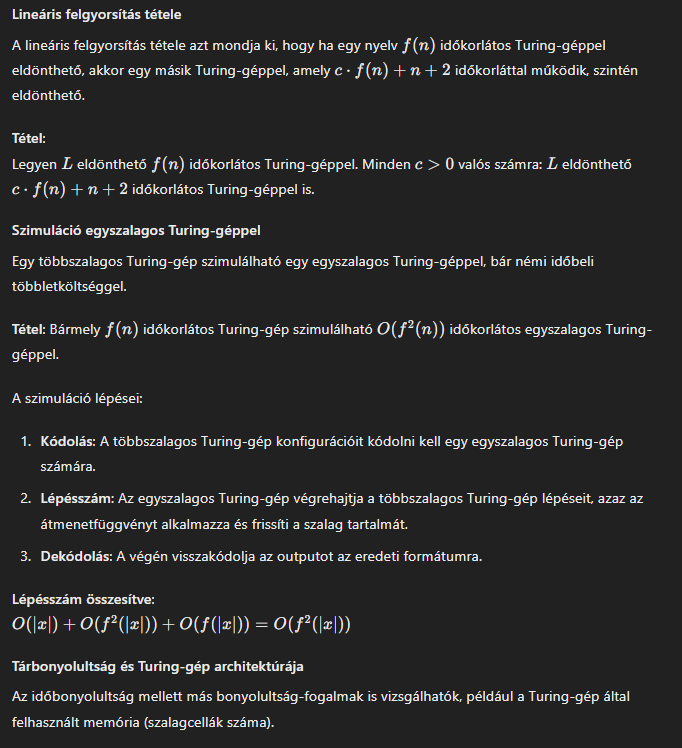 Lineáris felgyorsítás tétele
A lineáris felgyorsítás tétele azt mondja ki, hogy ha egy nyelv f(n) időkorlátos Turing-géppel
eldönthető, akkor egy másik Turing-géppel, amely c · f(n) + n + 2 időkorláttal működik, szintén
eldönthető.
Tétel:
Legyen L eldönthető f(n) időkorlátos Turing-géppel. Minden c > 0 valós számra: L eldönthető
c · f(n) + n + 2 időkorlátos Turing-géppel is.
Szimuláció egyszalagos Turing-géppel
Egy többszalagos Turing-gép szimulálható egy egyszalagos Turing-géppel, bár némi időbeli
többletköltséggel.
Tétel: Bármely f(n) időkorlátos Turing-gép szimulálható O(f²(n)) időkorlátos egyszalagos Turing-
géppel.
A szimuláció lépései:
1. Kódolás: A többszalagos Turing-gép konfigurációit kódolni kell egy egyszalagos Turing-gép
számára.
2. Lépésszám: Az egyszalagos Turing-gép végrehajtja a többszalagos Turing-gép lépéseit, azaz az
átmenetfüggvényt alkalmazza és frissíti a szalag tartalmát.
3. Dekódolás: A végén visszakódolja az outputot az eredeti formátumra.
Lépésszám összesítve:
O(|x|) + O(f²(|x|)) + O(f(|x|)) = O(f²(|x|))
Tárbonyolultság és Turing-gép architektúrája
Az időbonyolultság mellett más bonyolultság-fogalmak is vizsgálhatók, például a Turing-gép által
felhasznált memória (szalagcellák száma).